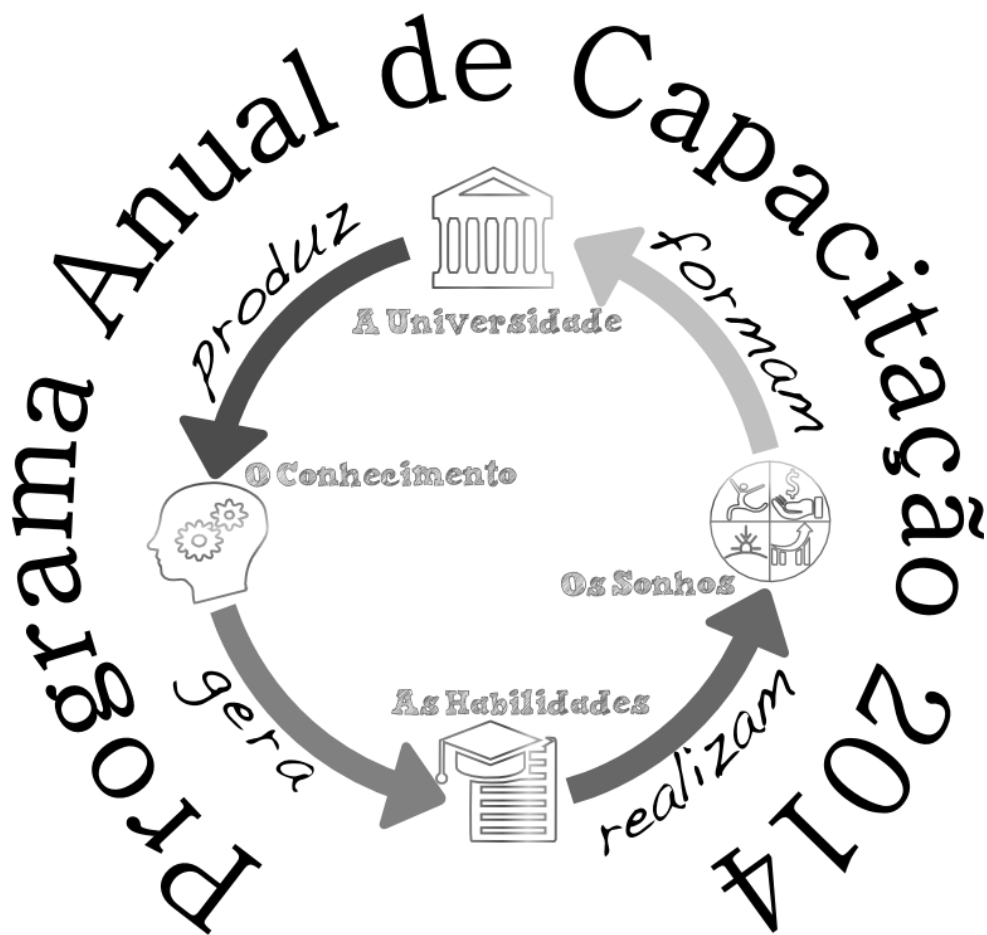 Programa Anual de Capacitação 2014
A Universidade
produz
O Conhecimento
gera
As Habilidades
realizam
Os Sonhos
formam
$